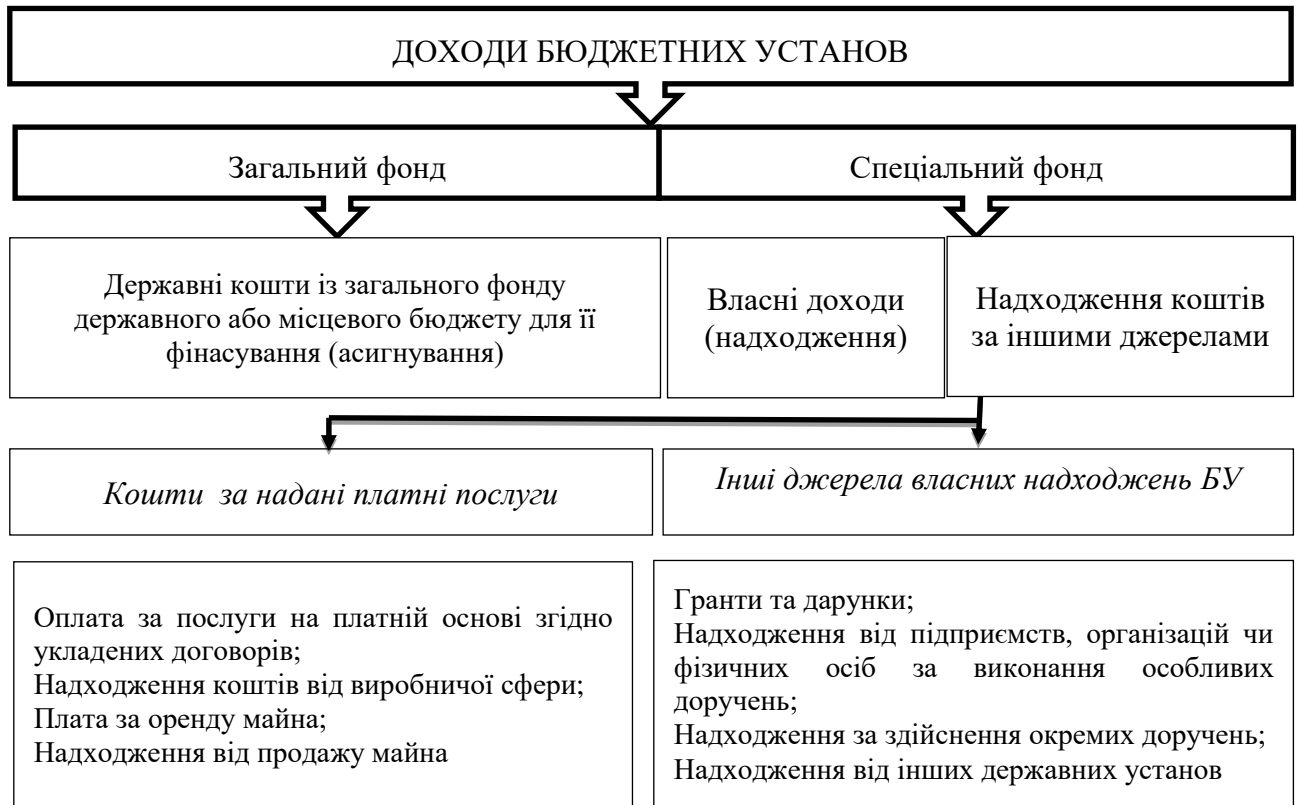 ДОХОДИ БЮДЖЕТНИХ УСТАНОВ
Загальний фонд
Спеціальний фонд
Державні кошти із загального фонду
державного або місцевого бюджету для її
фінасування (асигнування)
Власні доходи
(надходження)
Надходження коштів
за іншими джерелами
Кошти за надані платні послуги
Інші джерела власних надходжень БУ
Оплата за послуги на платній основі згідно
укладених договорів;
Надходження коштів від виробничої сфери;
Плата за оренду майна;
Надходження від продажу майна
Гранти та дарунки;
Надходження від підприємств, організацій чи
фізичних осіб за виконання особливих
доручень;
Надходження за здійснення окремих доручень;
Надходження від інших державних установ